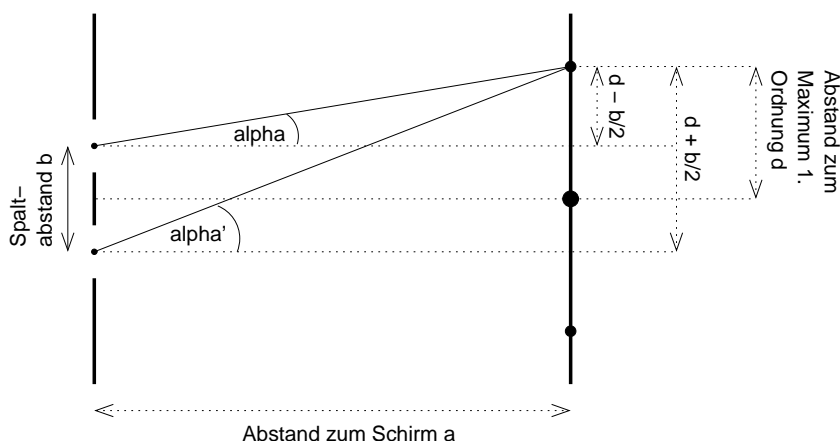 alpha
alpha'
Spalt–
abstand b
d – b/2
d + b/2
Abstand zum
Maximum 1.
Ordnung d
Abstand zum Schirm a